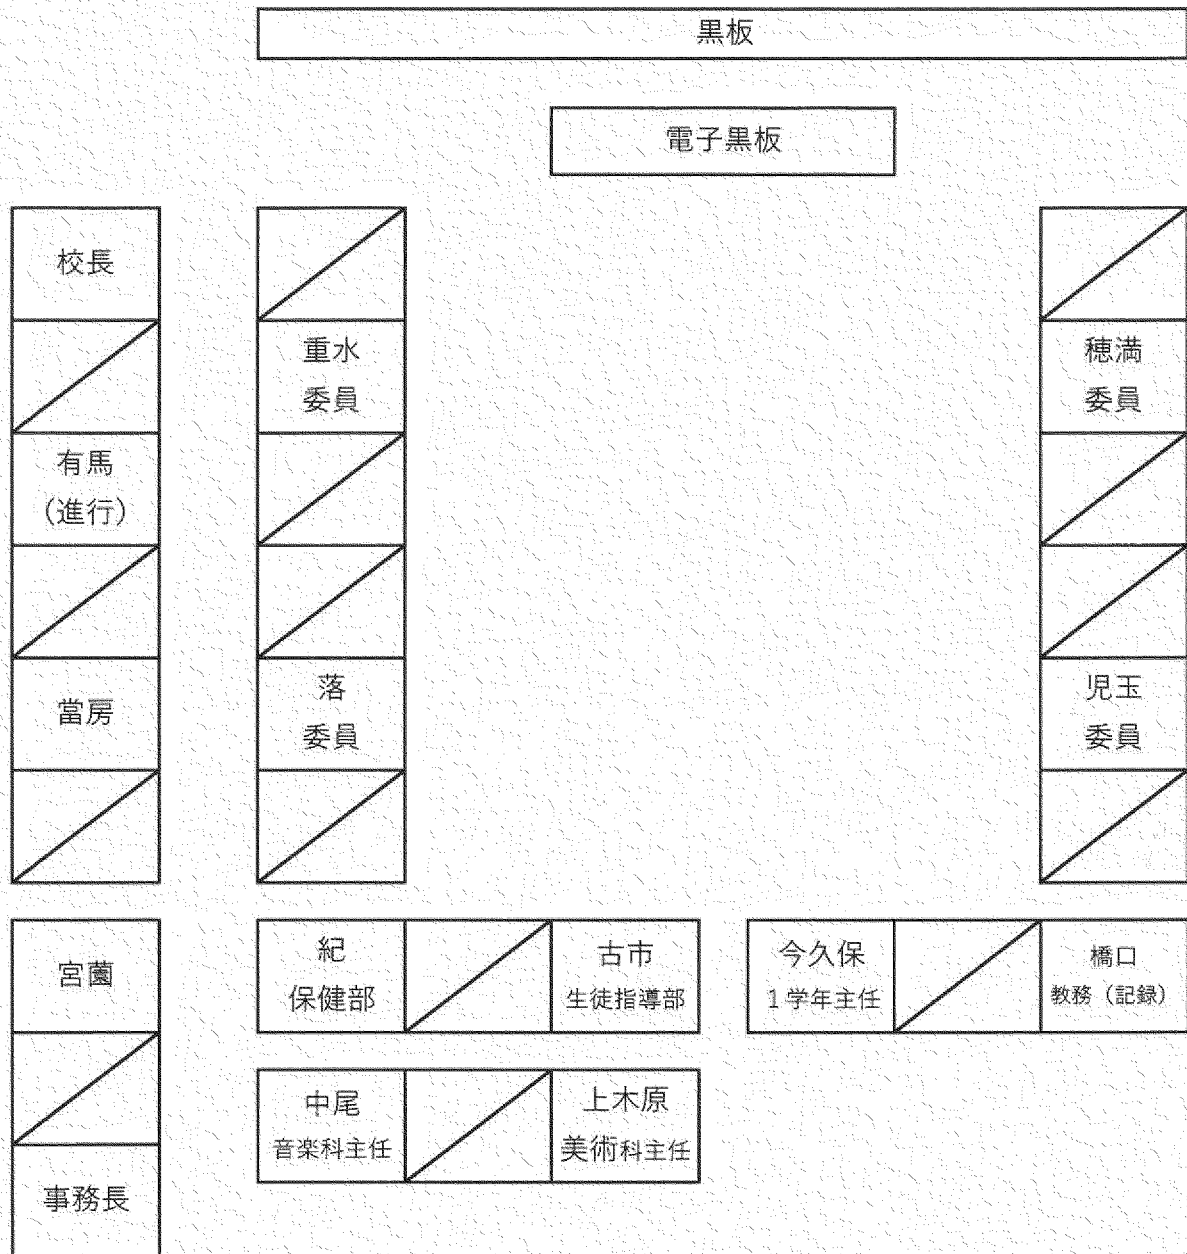 黒板
電子黒板
校長
有馬
(進行)
當房
重水
委員
落
委員
穂満
委員
児玉
委員
宮薗
事務長
紀
保健部
古市
生徒指導部
今久保
1学年主任
橋口
教務（記録）
中尾
音楽科主任
上木原
美術科主任